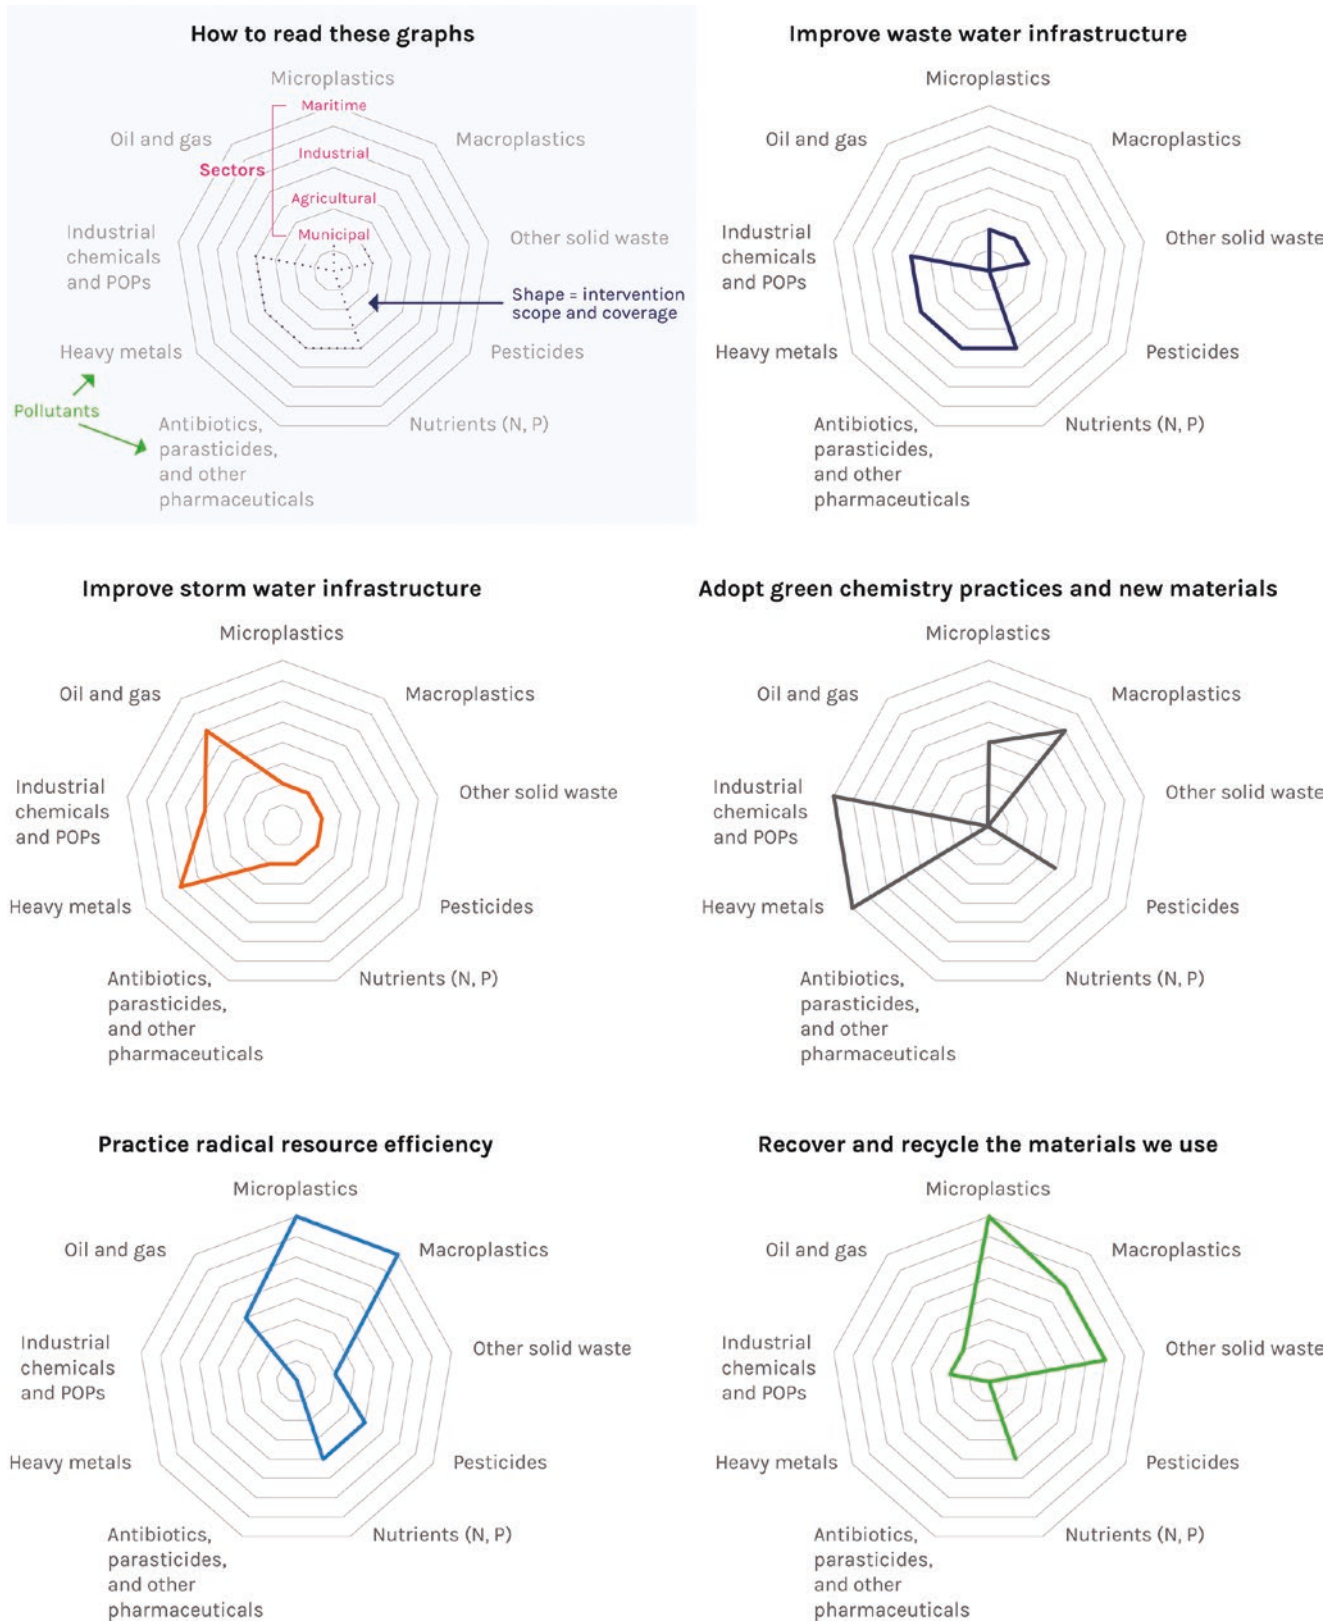 How to read these graphs
Microplastics
Maritime
Oil and gas
Macroplastics
Industrial
Sectors
Agricultural
Municipal
Industrial
chemicals
and POPs
Other solid waste
Shape = intervention
scope and coverage
Heavy metals
Pesticides
Pollutants
Antibiotics,
parasticides,
and other
pharmaceuticals
Nutrients (N, P)
Improve waste water infrastructure
Microplastics
Oil and gas
Macroplastics
Industrial
chemicals
and POPs
Other solid waste
Heavy metals
Pesticides
Antibiotics,
parasticides,
and other
pharmaceuticals
Nutrients (N, P)
Improve storm water infrastructure
Microplastics
Oil and gas
Macroplastics
Industrial
chemicals
and POPs
Other solid waste
Heavy metals
Pesticides
Antibiotics,
parasticides,
and other
pharmaceuticals
Nutrients (N, P)
Adopt green chemistry practices and new materials
Microplastics
Oil and gas
Macroplastics
Industrial
chemicals
and POPs
Other solid waste
Heavy metals
Pesticides
Antibiotics,
parasticides,
and other
pharmaceuticals
Nutrients (N, P)
Practice radical resource efficiency
Microplastics
Oil and gas
Macroplastics
Industrial
chemicals
and POPs
Other solid waste
Heavy metals
Pesticides
Antibiotics,
parasticides,
and other
pharmaceuticals
Nutrients (N, P)
Recover and recycle the materials we use
Microplastics
Oil and gas
Macroplastics
Industrial
chemicals
and POPs
Other solid waste
Heavy metals
Pesticides
Antibiotics,
parasticides,
and other
pharmaceuticals
Nutrients (N, P)